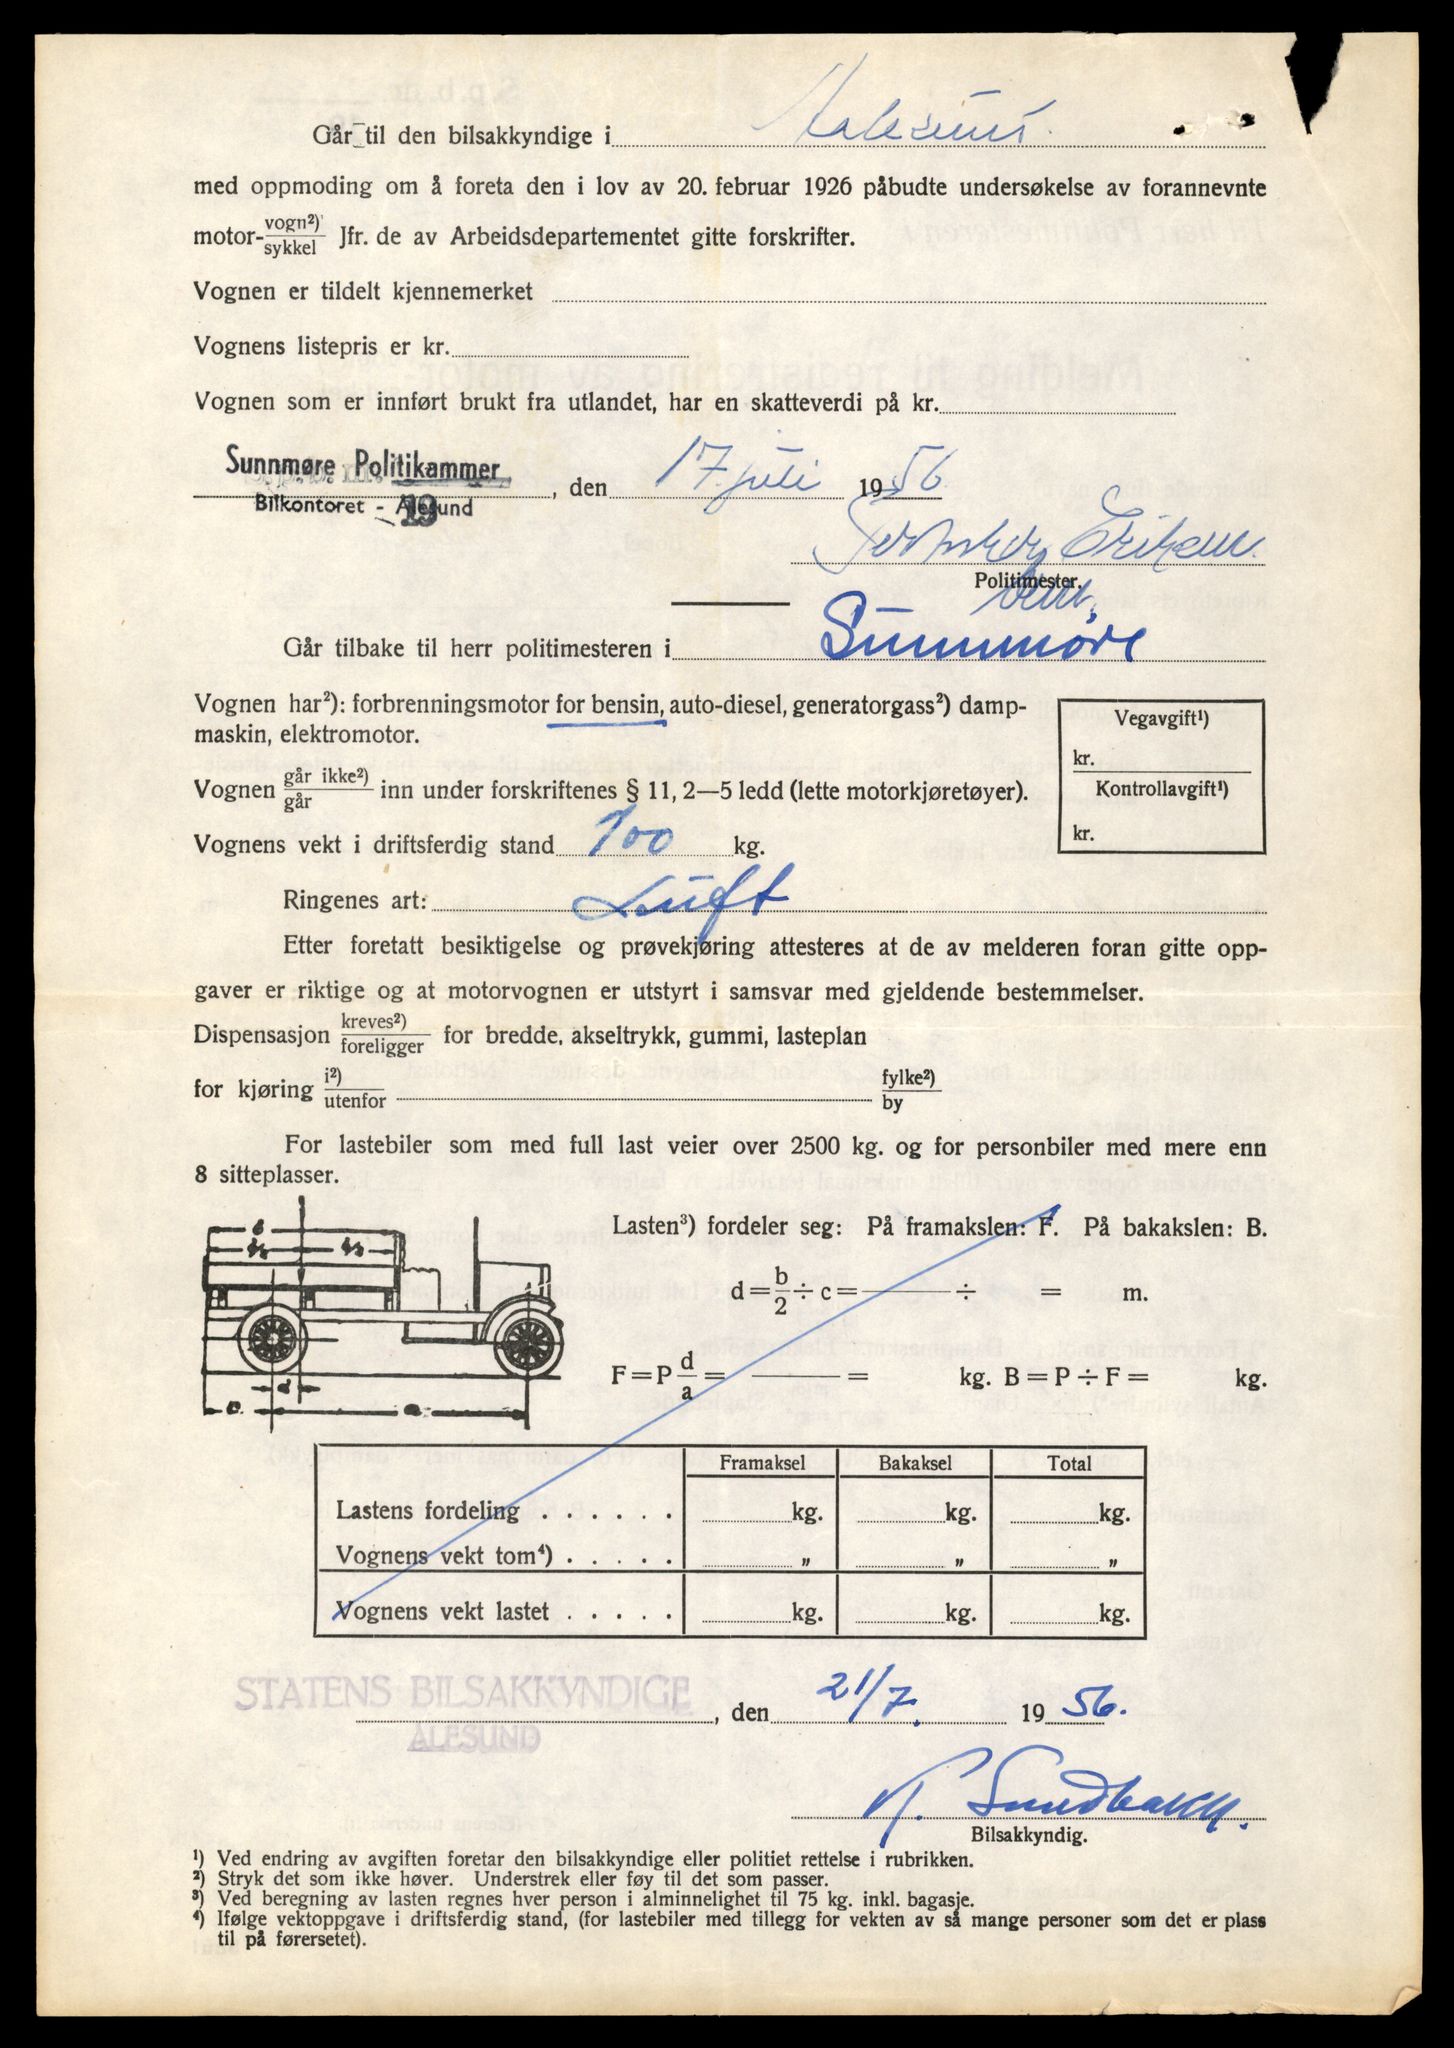 Går til den bilsakkyndige i Aalesund.
med oppmoding om å foreta den i lov av 20. februar 1926 påbudte undersøkelse av forannevnte
motor- vogn²) / sykkel Jfr. de av Arbeidsdepartementet gitte forskrifter.
Vognen er tildelt kjennemerket
Vognens listepris er kr.
Vognen som er innført brukt fra utlandet, har en skatteverdi på kr.
Sunnmøre Politikammer
, den 17. juli 1956
Bilkontoret - Ålesund
19
Eriksen
Politimester.
Går tilbake til herr politimesteren i Sunnmøre
Vognen har²): forbrenningsmotor for bensin, auto-diesel, generatorgass²) damp-
maskin, elektromotor.
Vegavgift¹)
kr.
Kontrollavgift¹)
kr.
Vognen går ikke²) / går inn under forskriftenes § 11, 2—5 ledd (lette motorkjøretøyer).
Vognens vekt i driftsferdig stand 100 kg.
Ringenes art: Luft
Etter foretatt besiktigelse og prøvekjøring attesteres at de av melderen foran gitte opp-
gaver er riktige og at motorvognen er utstyrt i samsvar med gjeldende bestemmelser.
Dispensasjon kreves²) / foreligger for bredde, akseltrykk, gummi, lasteplan
for kjøring i²) / utenfor fylke²) / by
For lastebiler som med full last veier over 2500 kg. og for personbiler med mere enn
8 sitteplasser.
Lasten³) fordeler seg: På framakslen: F. På bakakslen: B.
d = b/2 ÷ c = ÷ = m.
F = P d/a = = kg. B = P ÷ F = kg.
b
d
a
Framaksel Bakaksel Total
Lastens fordeling . . . . . . kg. kg. kg.
Vognens vekt tom⁴) . . . . . „ „ „
Vognens vekt lastet . . . . . kg. kg. kg.
STATENS BILSAKKYNDIGE
, den 21/7. 1956.
ÅLESUND
Sundbakk.
Bilsakkyndig.
¹) Ved endring av avgiften foretar den bilsakkyndige eller politiet rettelse i rubrikken.
²) Stryk det som ikke høver. Understrek eller føy til det som passer.
³) Ved beregning av lasten regnes hver person i alminnelighet til 75 kg. inkl. bagasje.
⁴) Ifølge vektoppgave i driftsferdig stand, (for lastebiler med tillegg for vekten av så mange personer som det er plass
til på førersetet).